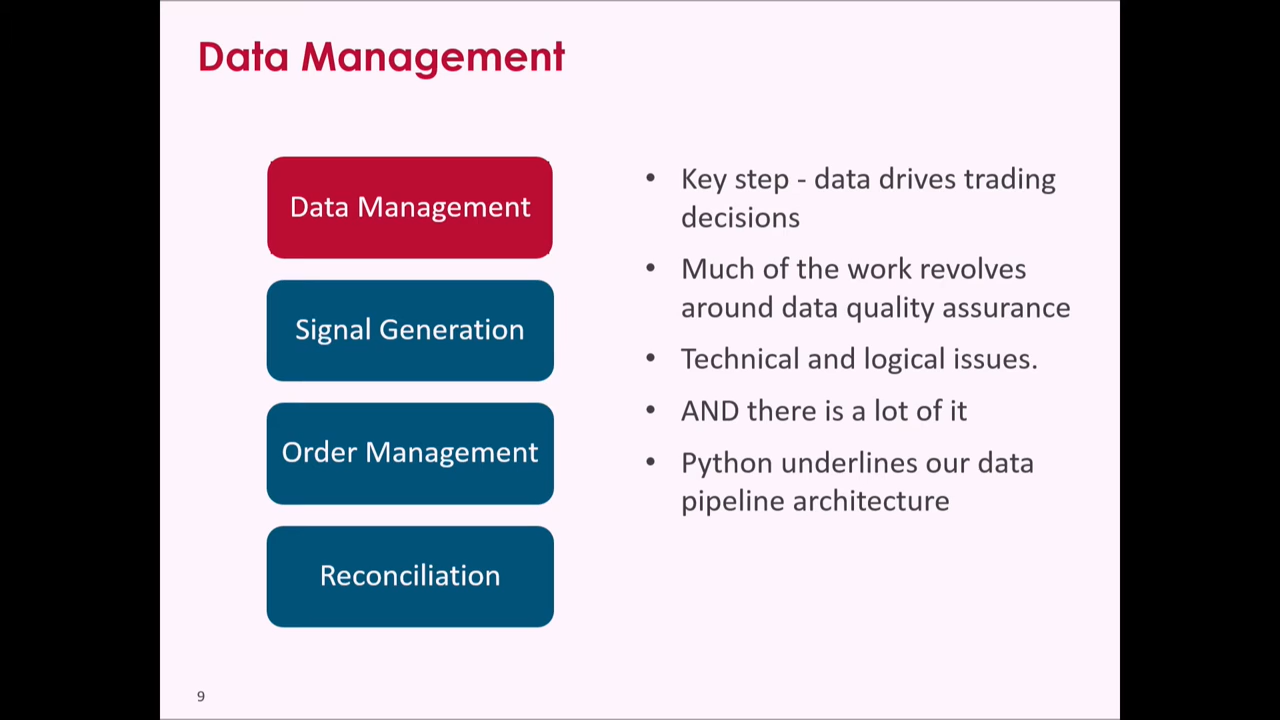 Data Management
Data Management
Signal Generation
Order Management
Reconciliation
• Key step - data drives trading
decisions
• Much of the work revolves
around data quality assurance
• Technical and logical issues.
• AND there is a lot of it
• Python underlines our data
pipeline architecture
9